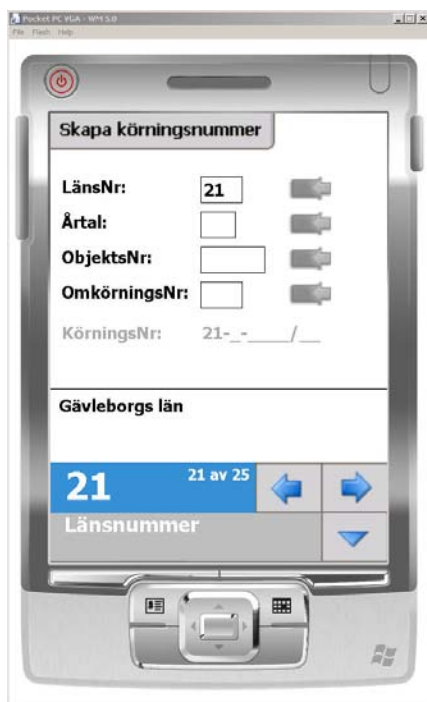 Pocket PC VGA - WM 5.0
File Flash Help
Skapa körningsnummer
LänsNr: 21
Årtal:
ObjektsNr:
OmkörningsNr:
KörningsNr: 21-_-____/__
Gävleborgs län
21 21 av 25
Länsnummer